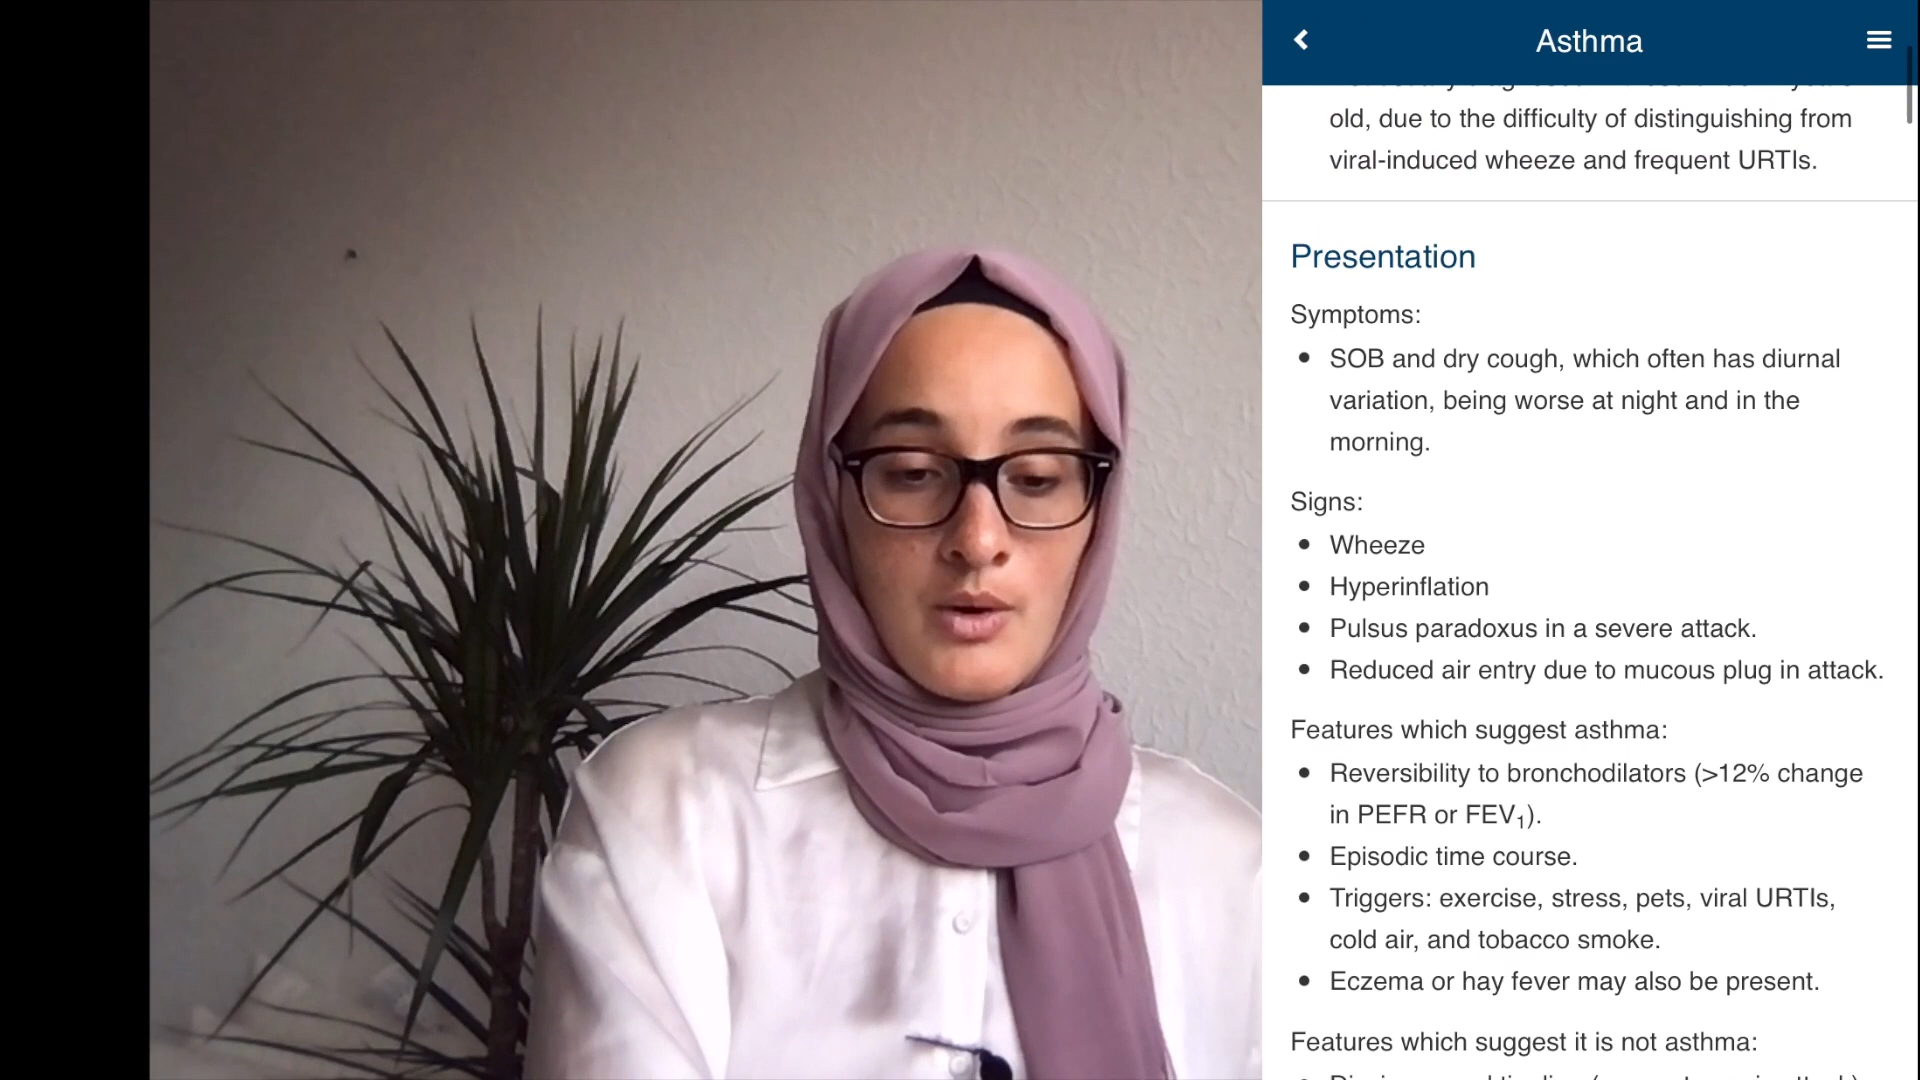 Asthma
old, due to the difficulty of distinguishing from
viral-induced wheeze and frequent URTIs.
Presentation
Symptoms:
• SOB and dry cough, which often has diurnal
variation, being worse at night and in the
morning.
Signs:
• Wheeze
• Hyperinflation
• Pulsus paradoxus in a severe attack.
• Reduced air entry due to mucous plug in attack.
Features which suggest asthma:
• Reversibility to bronchodilators (>12% change
in PEFR or FEV₁).
• Episodic time course.
• Triggers: exercise, stress, pets, viral URTIs,
cold air, and tobacco smoke.
• Eczema or hay fever may also be present.
Features which suggest it is not asthma: